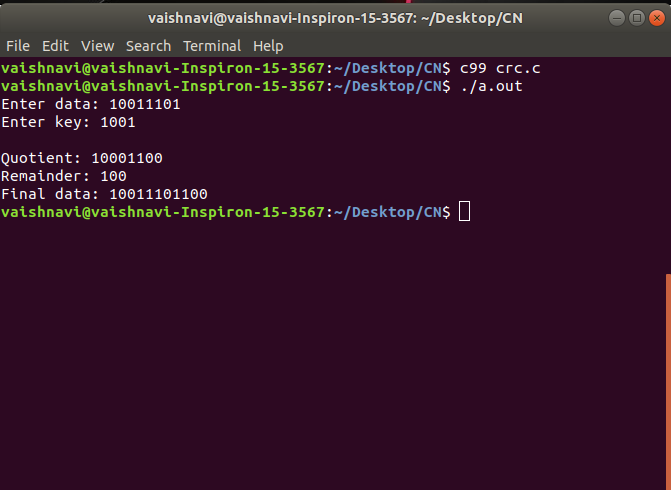 vaishnavi@vaishnavi-Inspiron-15-3567: ~/Desktop/CN
File Edit View Search Terminal Help
vaishnavi@vaishnavi-Inspiron-15-3567:~/Desktop/CN$ c99 crc.c
vaishnavi@vaishnavi-Inspiron-15-3567:~/Desktop/CN$ ./a.out
Enter data: 10011101
Enter key: 1001
Quotient: 10001100
Remainder: 100
Final data: 10011101100
vaishnavi@vaishnavi-Inspiron-15-3567:~/Desktop/CN$